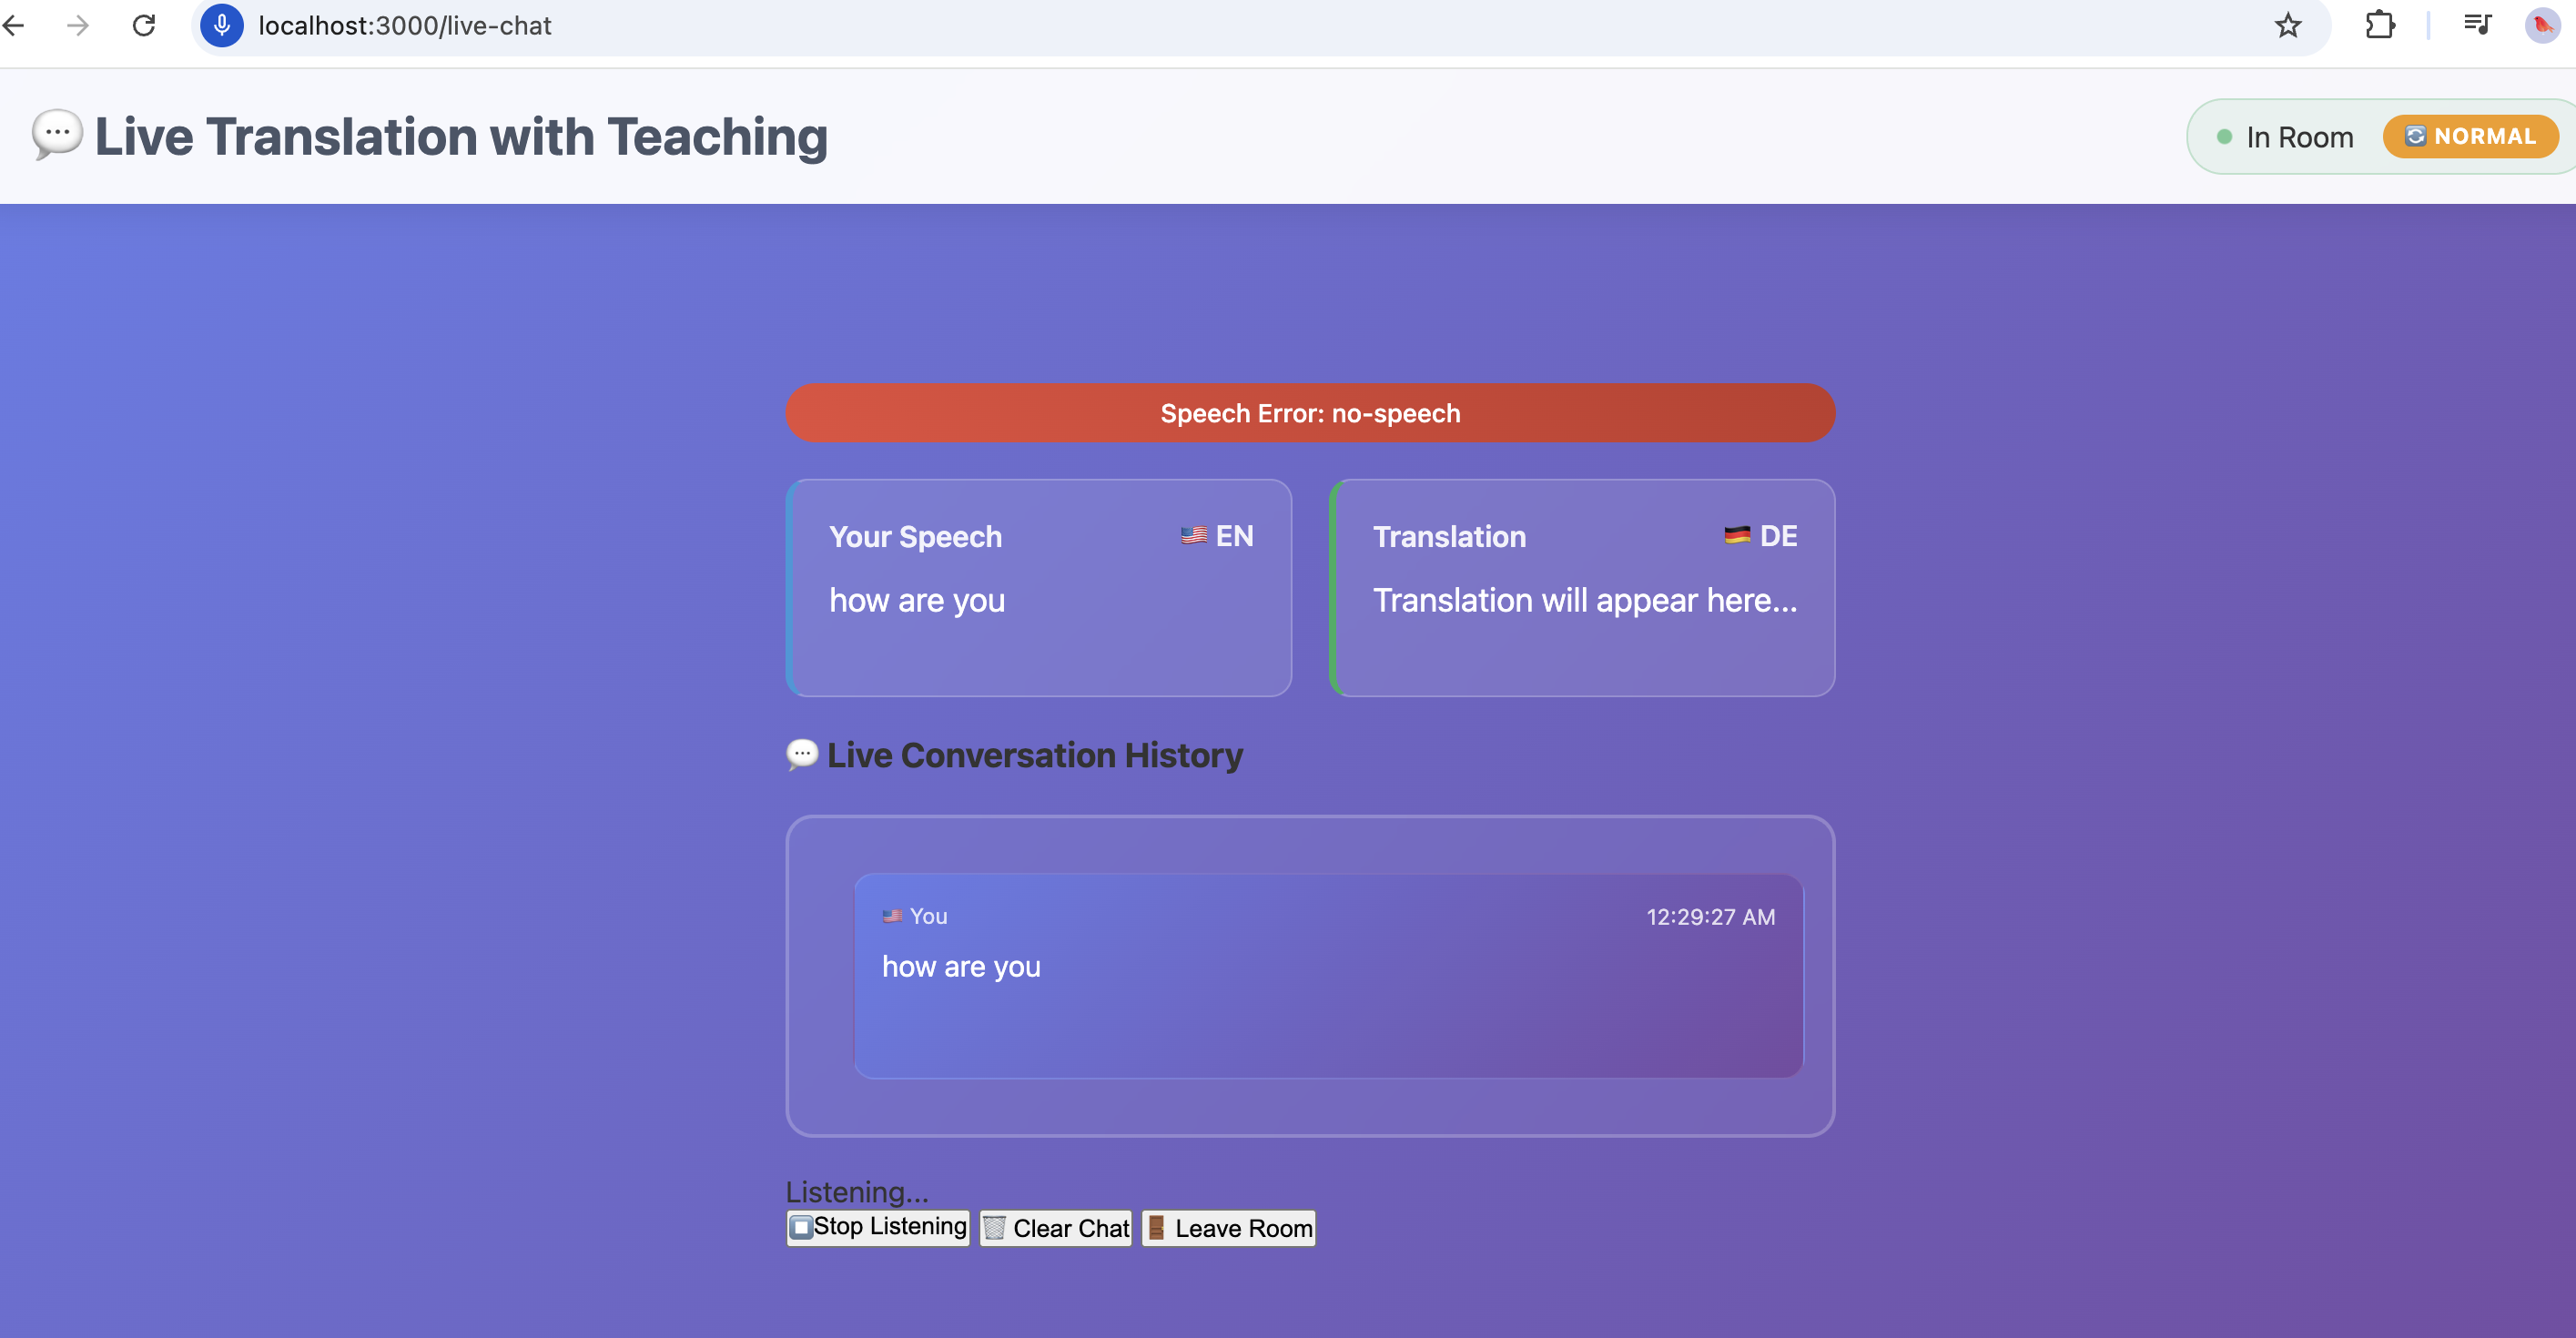 localhost:3000/live-chat
Live Translation with Teaching
In Room
NORMAL
Speech Error: no-speech
Your Speech
EN
how are you
Translation
DE
Translation will appear here...
Live Conversation History
You
12:29:27 AM
how are you
Listening...
Stop Listening
Clear Chat
Leave Room